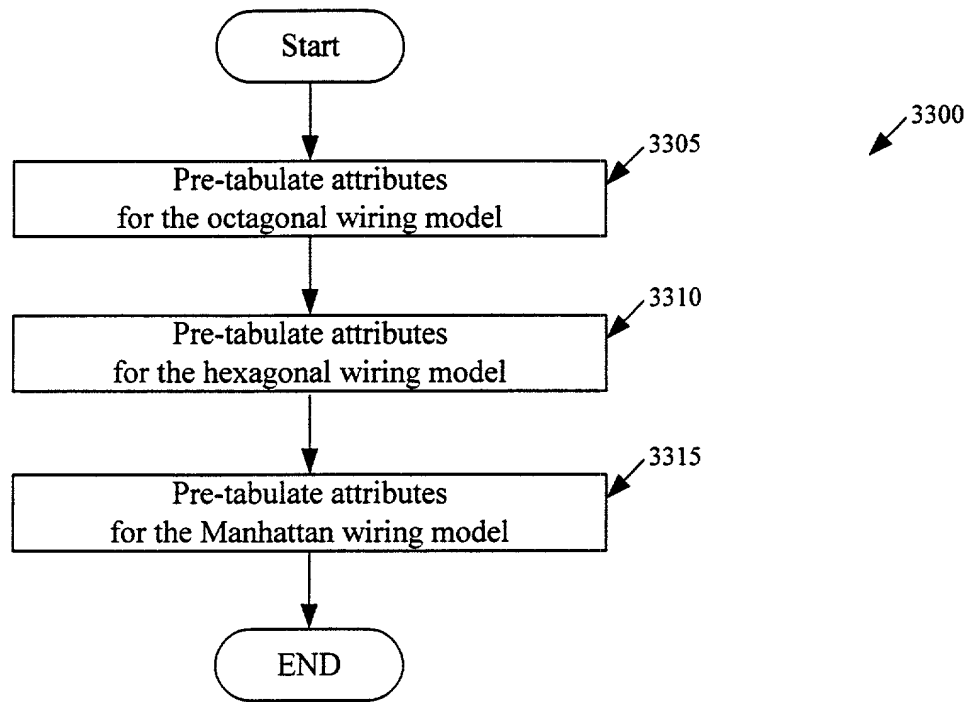 Start
3300
3305
Pre-tabulate attributes
for the octagonal wiring model
3310
Pre-tabulate attributes
for the hexagonal wiring model
3315
Pre-tabulate attributes
for the Manhattan wiring model
END